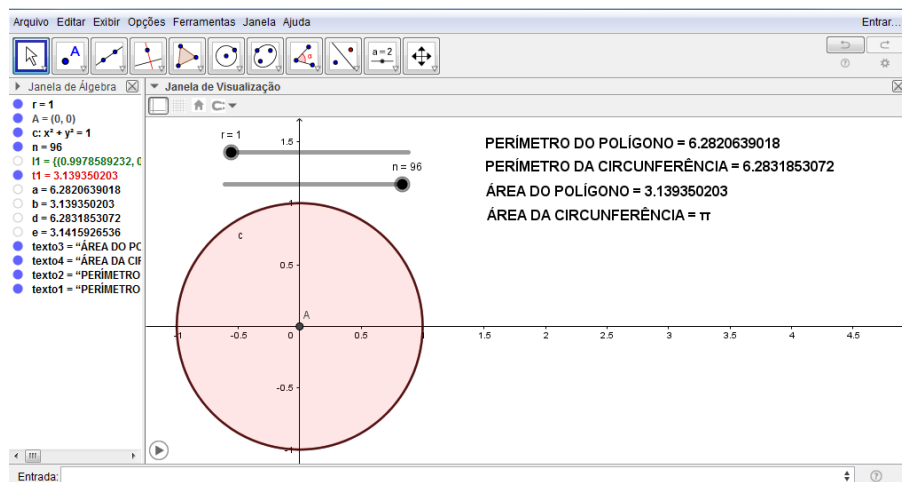 Arquivo Editar Exibir Opções Ferramentas Janela Ajuda Entrar...
A α a = 2
Janela de Álgebra Janela de Visualização
r = 1
A = (0, 0)
c: x² + y² = 1
n = 96
l1 = {(0.9978589232, 0
t1 = 3.139350203
a = 6.2820639018
b = 3.139350203
d = 6.2831853072
e = 3.1415926536
texto3 = “ÁREA DO PO
texto4 = “ÁREA DA CIF
texto2 = “PERÍMETRO
texto1 = “PERÍMETRO
r = 1
n = 96
PERÍMETRO DO POLÍGONO = 6.2820639018
PERÍMETRO DA CIRCUNFERÊNCIA = 6.2831853072
ÁREA DO POLÍGONO = 3.139350203
ÁREA DA CIRCUNFERÊNCIA = π
1.5
1
c
0.5
A
-1 -0.5 0 0.5 1 1.5 2 2.5 3 3.5 4 4.5
-0.5
-1
Entrada: